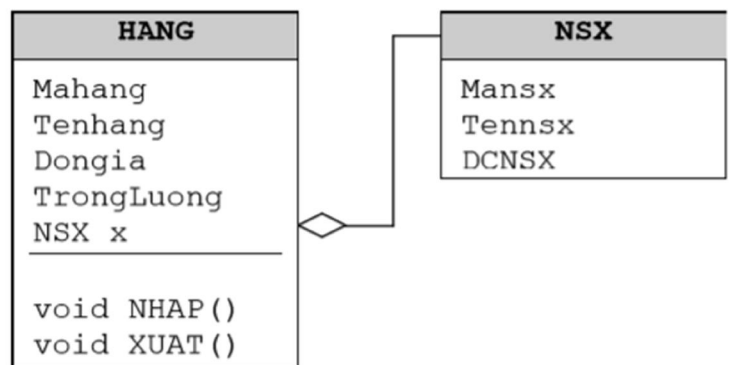 HANG
Mahang
Tenhang
Dongia
TrongLuong
NSX x
void NHAP()
void XUAT()
NSX
Mansx
Tennsx
DCNSX